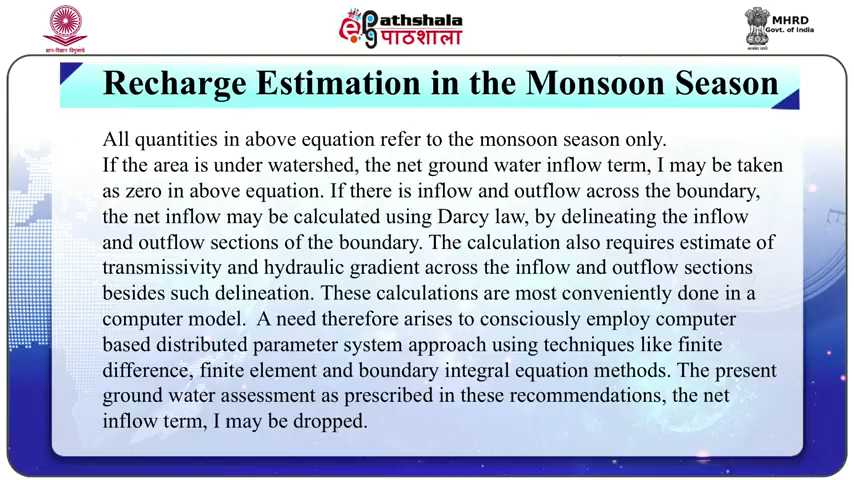 ज्ञान-विज्ञान विमुक्तये
ePathshala
पाठशाला
MHRD
Govt. of India
सत्यमेव जयते
Recharge Estimation in the Monsoon Season
All quantities in above equation refer to the monsoon season only.
If the area is under watershed, the net ground water inflow term, I may be taken
as zero in above equation. If there is inflow and outflow across the boundary,
the net inflow may be calculated using Darcy law, by delineating the inflow
and outflow sections of the boundary. The calculation also requires estimate of
transmissivity and hydraulic gradient across the inflow and outflow sections
besides such delineation. These calculations are most conveniently done in a
computer model.  A need therefore arises to consciously employ computer
based distributed parameter system approach using techniques like finite
difference, finite element and boundary integral equation methods. The present
ground water assessment as prescribed in these recommendations, the net
inflow term, I may be dropped.